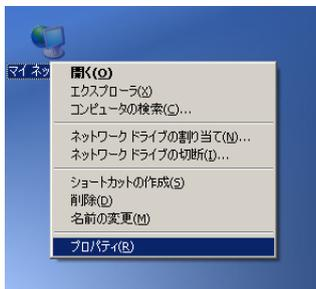 マイ ネッ
開く(O)
エクスプローラ(X)
コンピュータの検索(C)...
ネットワーク ドライブの割り当て(N)...
ネットワーク ドライブの切断(I)...
ショートカットの作成(S)
削除(D)
名前の変更(M)
プロパティ(R)